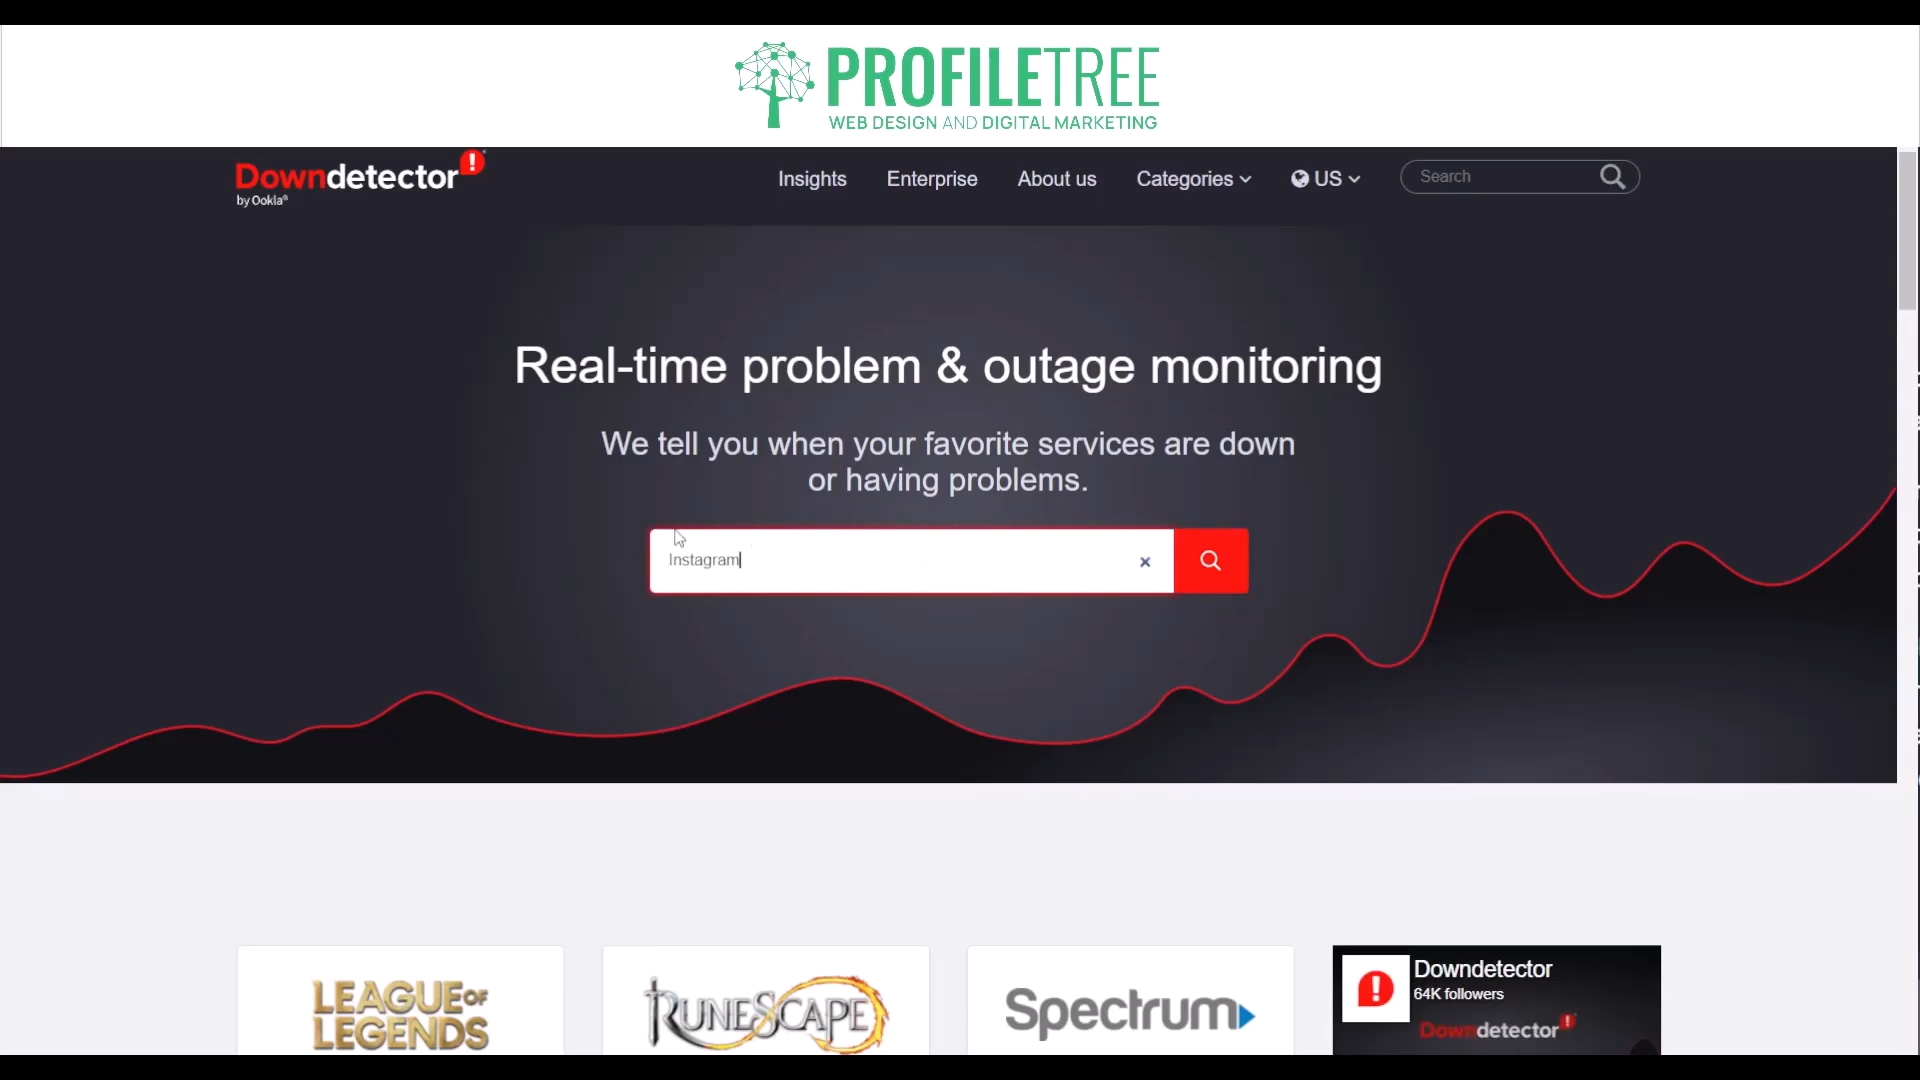 PROFILETREE
WEB DESIGN AND DIGITAL MARKETING
Downdetector
by Ookla®
Insights
Enterprise
About us
Categories
US
Search
Real-time problem & outage monitoring
We tell you when your favorite services are down
or having problems.
Instagram
LEAGUE OF
LEGENDS
RUNESCAPE
Spectrum
Downdetector
64K followers
Downdetector